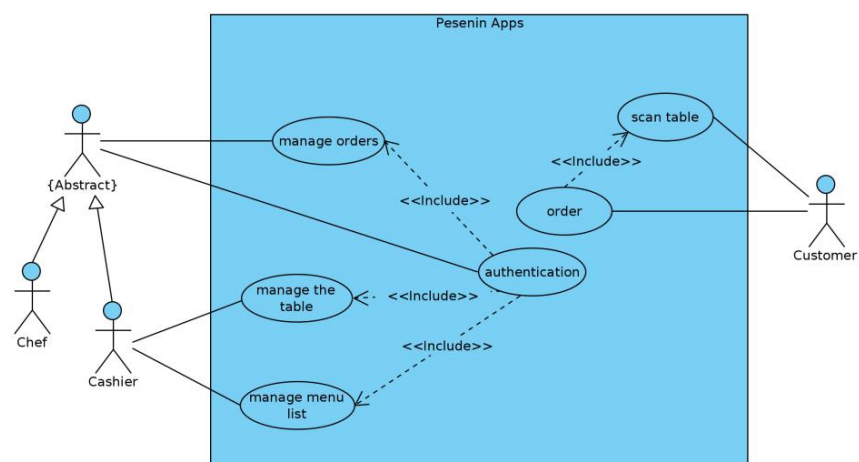 Pesenin Apps
scan table
manage orders
<<Include>>
{Abstract}
<<Include>>
order
Customer
authentication
manage the
table
<<Include>>
Chef
<<Include>>
Cashier
manage menu
list